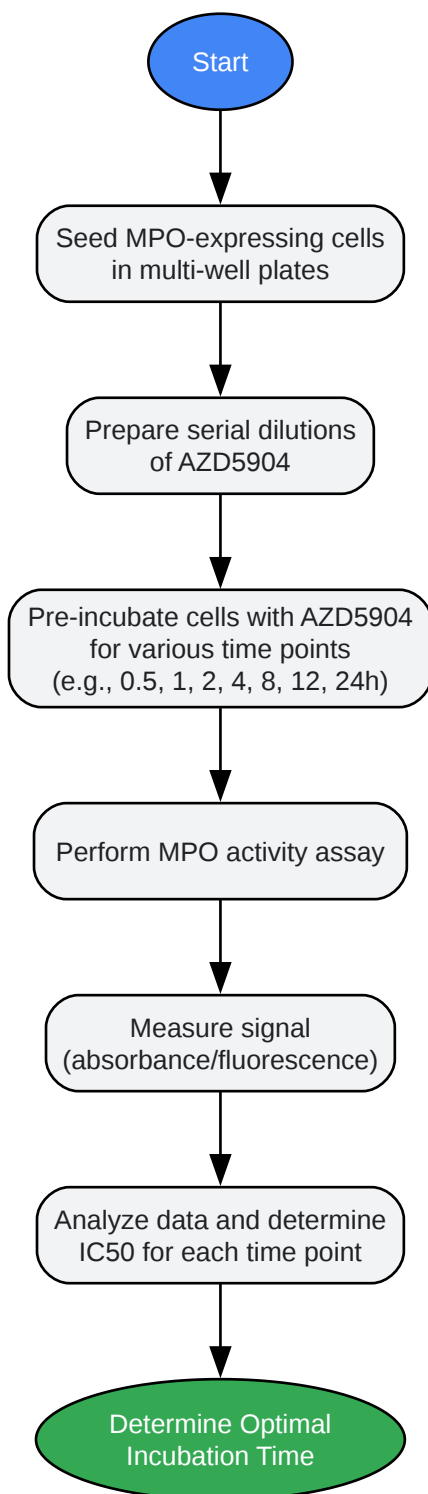 Start
Seed MPO-expressing cells
in multi-well plates
Prepare serial dilutions
of AZD5904
Pre-incubate cells with AZD5904
for various time points
(e.g., 0.5, 1, 2, 4, 8, 12, 24h)
Perform MPO activity assay
Measure signal
(absorbance/fluorescence)
Analyze data and determine
IC50 for each time point
Determine Optimal
Incubation Time